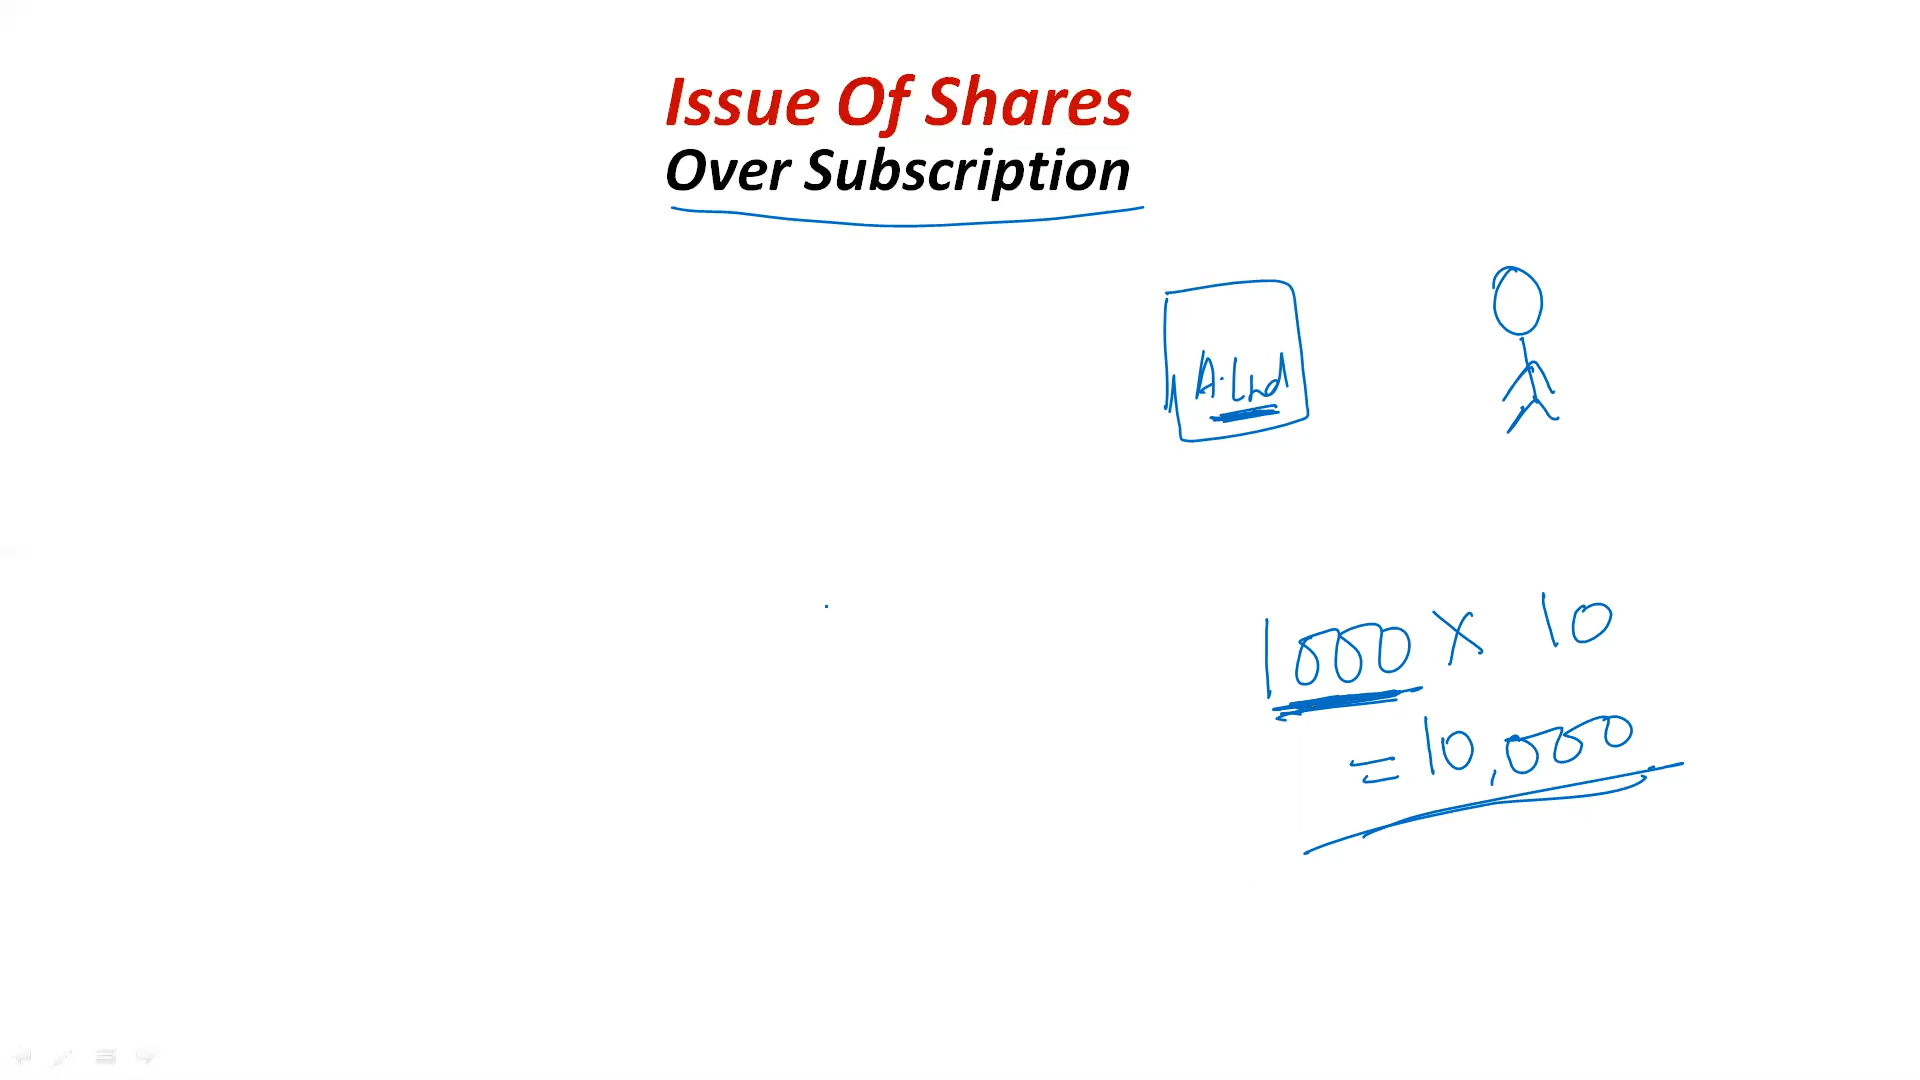 Issue Of Shares
Over Subscription
A. Ltd
1000 x 10
= 10,000